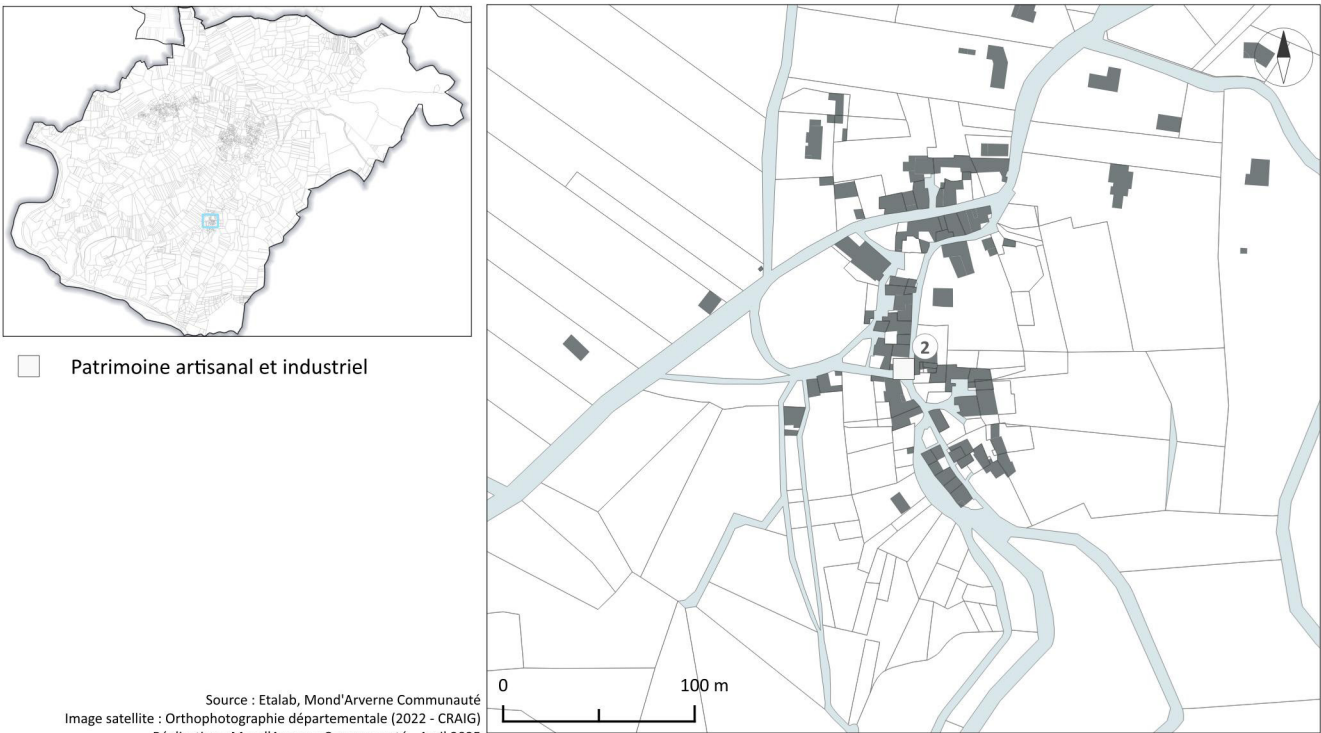 Patrimoine artisanal et industriel
Source : Etalab, Mond'Arverne Communauté
Image satellite : Orthophotographie départementale (2022 - CRAIG)
2
0 100 m